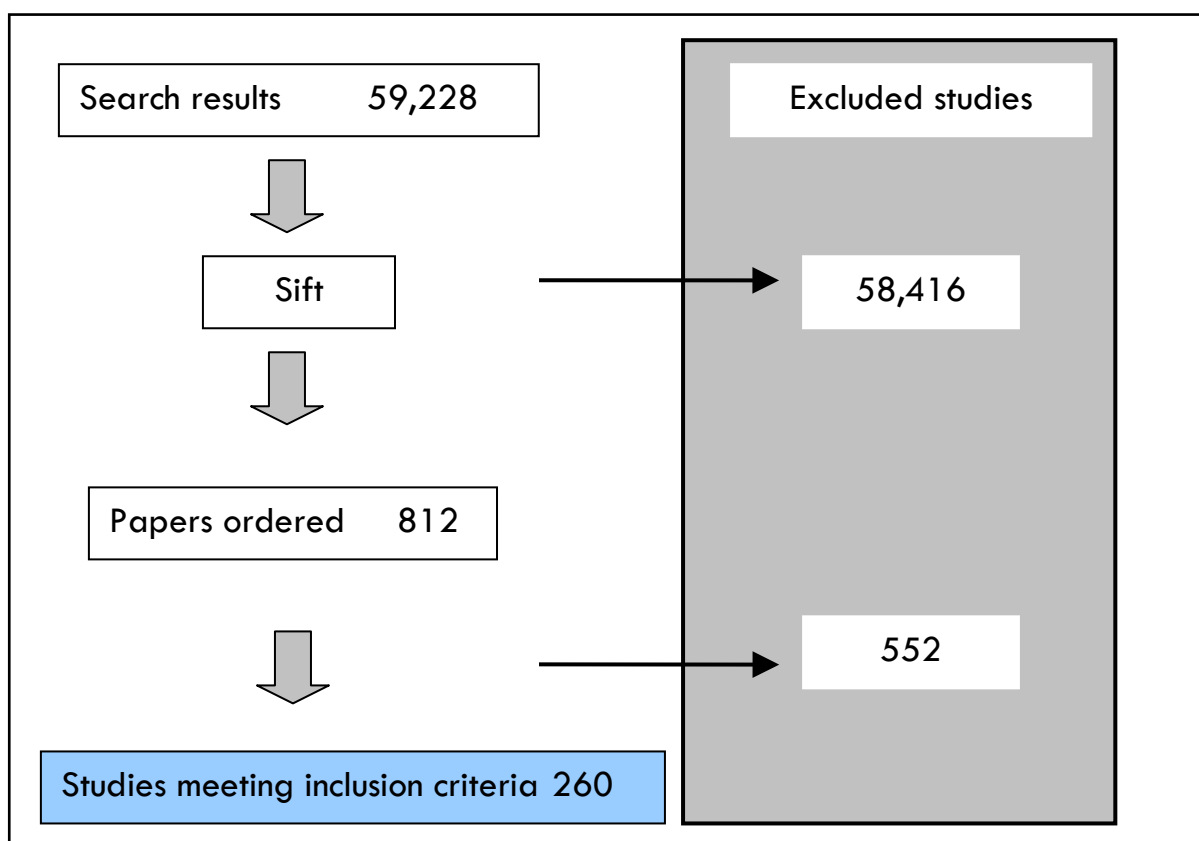 Search results 59,228
Excluded studies
Sift
58,416
Papers ordered 812
552
Studies meeting inclusion criteria 260